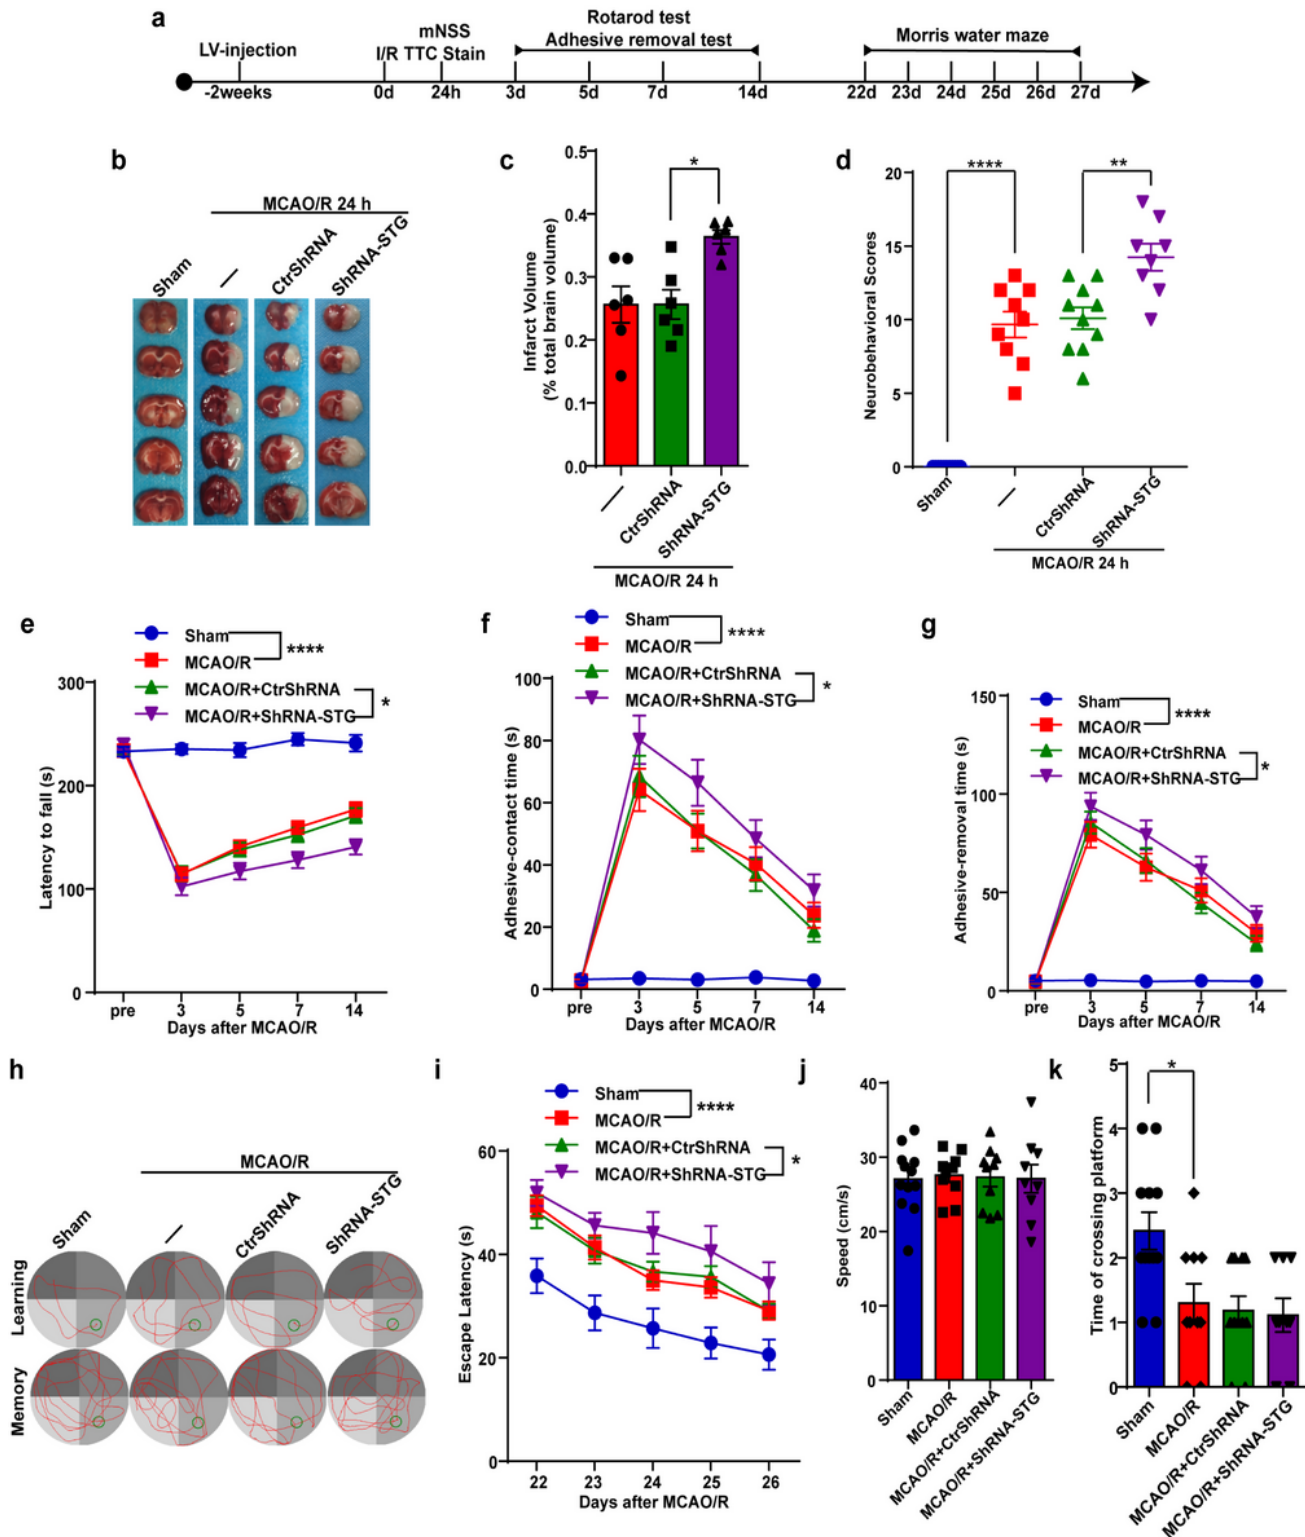 a
Rotarod test
mNSS
Adhesive removal test
Morris water maze
LV-injection
I/R TTC Stain
-2weeks 0d 24h 3d 5d 7d 14d 22d 23d 24d 25d 26d 27d
b
MCAO/R 24 h
Sham
—
CtrShRNA
ShRNA-STG
c
Infarct Volume
(% total brain volume)
0.5
0.4
0.3
0.2
0.1
0.0
*
—
CtrShRNA
ShRNA-STG
MCAO/R 24 h
d
Neurobehavioral Scores
20
15
10
5
0
****
**
Sham
—
CtrShRNA
ShRNA-STG
MCAO/R 24 h
e
Sham
MCAO/R
MCAO/R+CtrShRNA
MCAO/R+ShRNA-STG
****
*
Latency to fall (s)
300
200
100
0
pre 3 5 7 14
Days after MCAO/R
f
Sham
MCAO/R
MCAO/R+CtrShRNA
MCAO/R+ShRNA-STG
****
*
Adhesive-contact time (s)
100
80
60
40
20
0
pre 3 5 7 14
Days after MCAO/R
g
Sham
MCAO/R
MCAO/R+CtrShRNA
MCAO/R+ShRNA-STG
****
*
Adhesive-removal time (s)
150
100
50
0
pre 3 5 7 14
Days after MCAO/R
h
MCAO/R
Sham
—
CtrShRNA
ShRNA-STG
Learning
Memory
i
Sham
MCAO/R
MCAO/R+CtrShRNA
MCAO/R+ShRNA-STG
****
*
Escape Latency (s)
60
40
20
22 23 24 25 26
Days after MCAO/R
j
Speed (cm/s)
40
30
20
10
0
Sham
MCAO/R
MCAO/R+CtrShRNA
MCAO/R+ShRNA-STG
k
Time of crossing platform
5
4
3
2
1
0
*
Sham
MCAO/R
MCAO/R+CtrShRNA
MCAO/R+ShRNA-STG